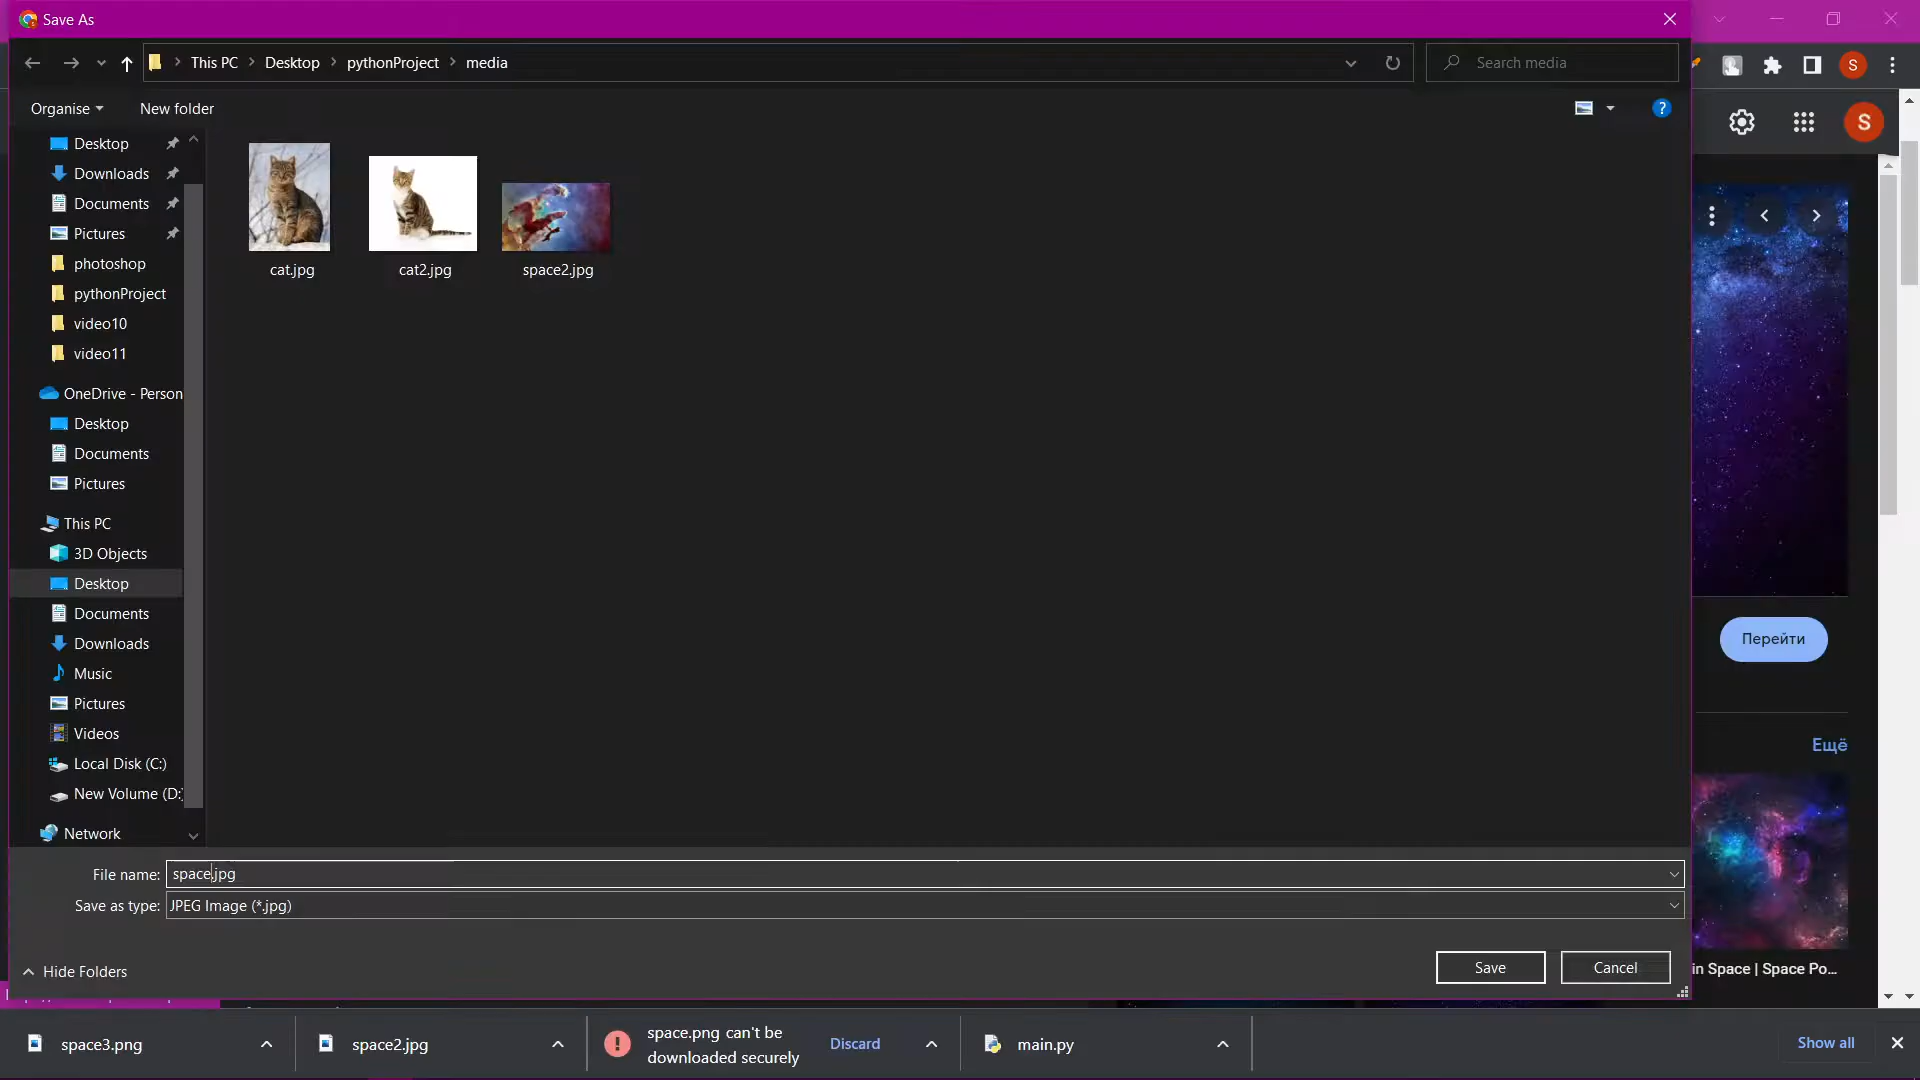 Save As
This PC
Desktop
pythonProject
media
Search media
Organise
New folder
Desktop
Downloads
Documents
Pictures
photoshop
pythonProject
video10
video11
OneDrive - Person
Desktop
Documents
Pictures
This PC
3D Objects
Desktop
Documents
Downloads
Music
Pictures
Videos
Local Disk (C:)
New Volume (D:)
Network
cat.jpg
cat2.jpg
space2.jpg
S
S
Перейти
Ещё
in Space | Space Po...
File name: space.jpg
Save as type: JPEG Image (*.jpg)
Hide Folders
Save
Cancel
space3.png
space2.jpg
space.png can't be
downloaded securely
Discard
main.py
Show all